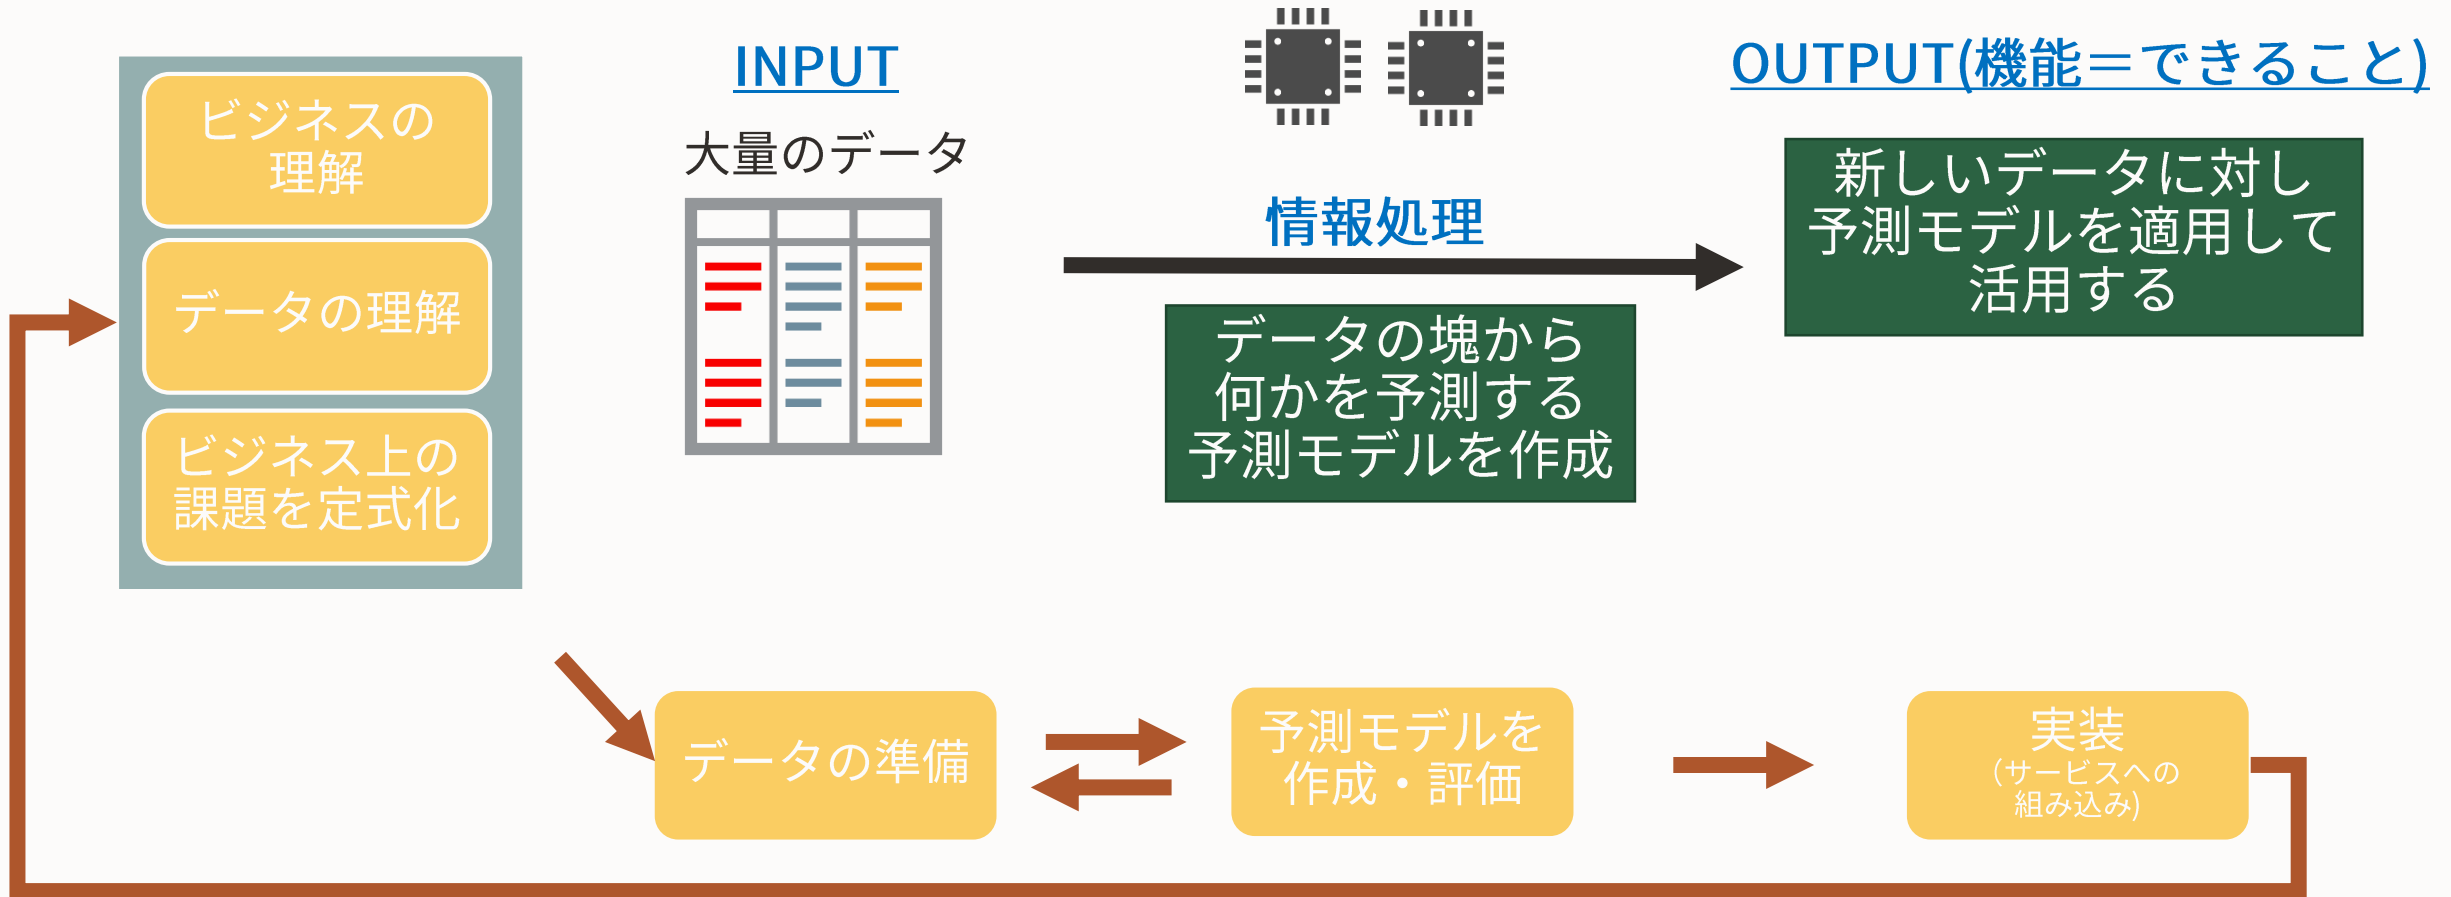 ビジネスの
理解
データの理解
ビジネス上の
課題を定式化
INPUT
大量のデータ
情報処理
データの塊から
何かを予測する
予測モデルを作成
OUTPUT(機能＝できること)
新しいデータに対し
予測モデルを適用して
活用する
データの準備
予測モデルを
作成・評価
実装
（サービスへの
組み込み)